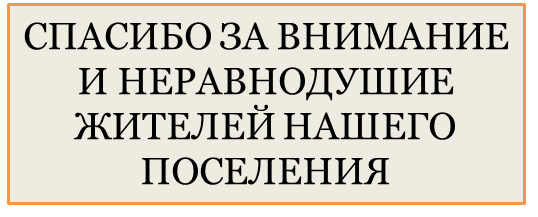 СПАСИБО ЗА ВНИМАНИЕ
И НЕРАВНОДУШИЕ
ЖИТЕЛЕЙ НАШЕГО
ПОСЕЛЕНИЯ